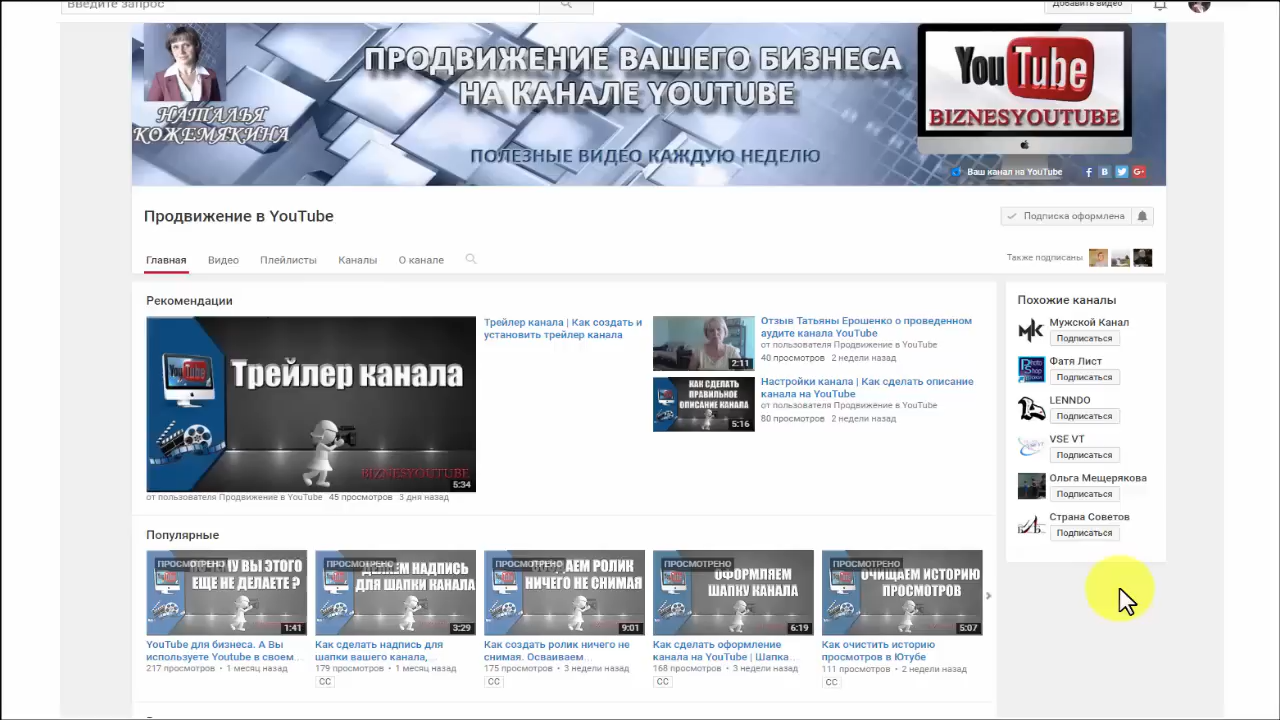 Введите запрос
Добавить видео
ПРОДВИЖЕНИЕ ВАШЕГО БИЗНЕСА
НА КАНАЛЕ YOUTUBE
ПОЛЕЗНЫЕ ВИДЕО КАЖДУЮ НЕДЕЛЮ
НАТАЛЬЯ
КОЖЕМЯКИНА
YouTube
BIZNESYOUTUBE
Ваш канал на YouTube
Продвижение в YouTube
Подписка оформлена
Главная Видео Плейлисты Каналы О канале
Также подписаны
Рекомендации
Трейлер канала
BIZNESYOUTUBE
5:34
от пользователя Продвижение в YouTube 45 просмотров 3 дня назад
Трейлер канала | Как создать и
установить трейлер канала
2:11
Отзыв Татьяны Ерошенко о проведенном
аудите канала YouTube
от пользователя Продвижение в YouTube
40 просмотров 2 недели назад
КАК СДЕЛАТЬ
ПРАВИЛЬНОЕ
ОПИСАНИЕ КАНАЛА
5:16
Настройки канала | Как сделать описание
канала на YouTube
от пользователя Продвижение в YouTube
80 просмотров 2 недели назад
Похожие каналы
Мужской Канал
Подписаться
Фатя Лист
Подписаться
LENNDO
Подписаться
VSE VT
Подписаться
Ольга Мещерякова
Подписаться
Страна Советов
Подписаться
Популярные
ПРОСМОТРЕНО
ВЫ ЭТОГО
ЕЩЕ НЕ ДЕЛАЕТЕ ?
1:41
YouTube для бизнеса. А Вы
используете Youtube в своем...
217 просмотров • 1 месяц назад
ПРОСМОТРЕНО
НАДПИСЬ
ДЛЯ ШАПКИ КАНАЛА
3:29
Как сделать надпись для
шапки вашего канала,...
179 просмотров • 1 месяц назад
CC
ПРОСМОТРЕНО
РОЛИК
НИЧЕГО НЕ СНИМАЯ
9:01
Как создать ролик ничего не
снимая. Осваиваем...
175 просмотров • 3 недели назад
CC
ПРОСМОТРЕНО
ОФОРМЛЯЕМ
ШАПКУ КАНАЛА
6:19
Как сделать оформление
канала на YouTube | Шапка...
168 просмотров • 3 недели назад
CC
ПРОСМОТРЕНО
ОЧИЩАЕМ ИСТОРИЮ
ПРОСМОТРОВ
5:07
Как очистить историю
просмотров в Ютубе
111 просмотров • 2 недели назад
CC